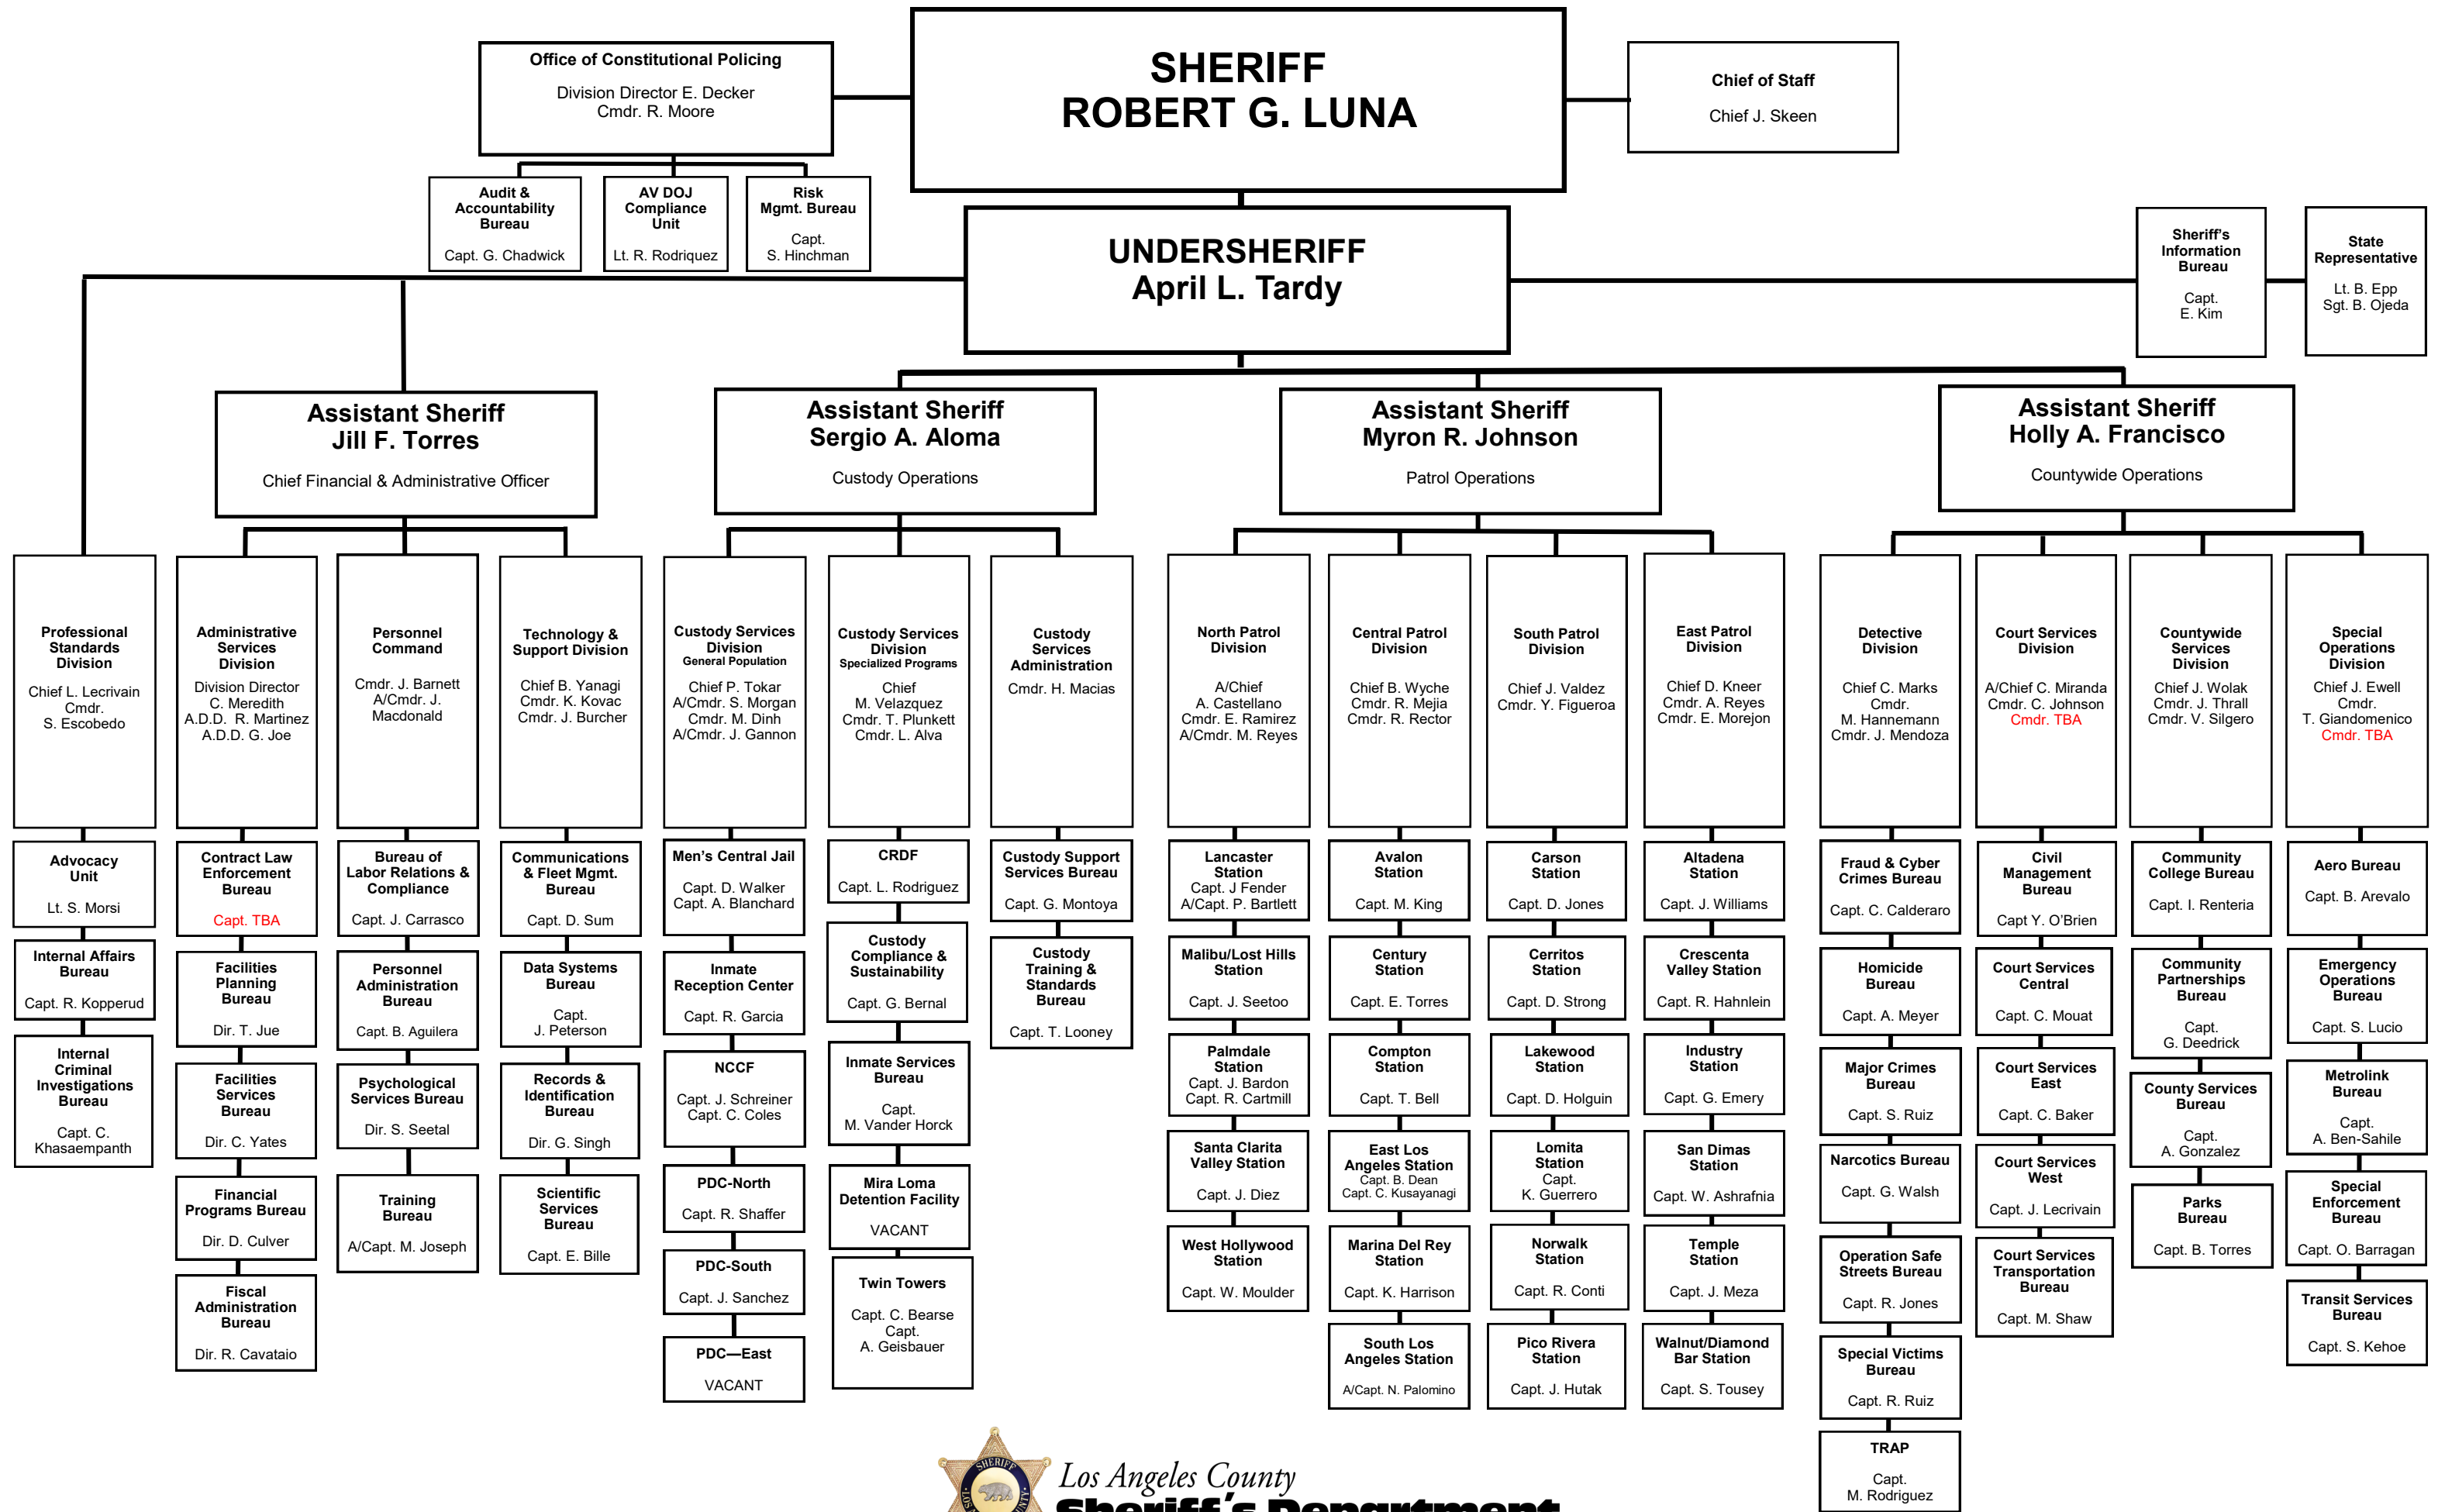 Office of Constitutional Policing
Division Director E. Decker
Cmdr. R. Moore
SHERIFF
ROBERT G. LUNA
Chief of Staff
Chief J. Skeen
Audit &
Accountability
Bureau
Capt. G. Chadwick
AV DOJ
Compliance
Unit
Lt. R. Rodriquez
Risk
Mgmt. Bureau
Capt.
S. Hinchman
UNDERSHERIFF
April L. Tardy
Sheriff's
Information
Bureau
Capt.
E. Kim
State
Representative
Lt. B. Epp
Sgt. B. Ojeda
Assistant Sheriff
Jill F. Torres
Chief Financial & Administrative Officer
Assistant Sheriff
Sergio A. Aloma
Custody Operations
Assistant Sheriff
Myron R. Johnson
Patrol Operations
Assistant Sheriff
Holly A. Francisco
Countywide Operations
Professional
Standards
Division
Chief L. Lecrivain
Cmdr.
S. Escobedo
Administrative
Services
Division
Division Director
C. Meredith
A.D.D. R. Martinez
A.D.D. G. Joe
Personnel
Command
Cmdr. J. Barnett
A/Cmdr. J.
Macdonald
Technology &
Support Division
Chief B. Yanagi
Cmdr. K. Kovac
Cmdr. J. Burcher
Custody Services
Division
General Population
Chief P. Tokar
A/Cmdr. S. Morgan
Cmdr. M. Dinh
A/Cmdr. J. Gannon
Custody Services
Division
Specialized Programs
Chief
M. Velazquez
Cmdr. T. Plunkett
Cmdr. L. Alva
Custody
Services
Administration
Cmdr. H. Macias
North Patrol
Division
A/Chief
A. Castellano
Cmdr. E. Ramirez
A/Cmdr. M. Reyes
Central Patrol
Division
Chief B. Wyche
Cmdr. R. Mejia
Cmdr. R. Rector
South Patrol
Division
Chief J. Valdez
Cmdr. Y. Figueroa
East Patrol
Division
Chief D. Kneer
Cmdr. A. Reyes
Cmdr. E. Morejon
Detective
Division
Chief C. Marks
Cmdr.
M. Hannemann
Cmdr. J. Mendoza
Court Services
Division
A/Chief C. Miranda
Cmdr. C. Johnson
Cmdr. TBA
Countywide
Services
Division
Chief J. Wolak
Cmdr. J. Thrall
Cmdr. V. Silgero
Special
Operations
Division
Chief J. Ewell
Cmdr.
T. Giandomenico
Cmdr. TBA
Advocacy
Unit
Lt. S. Morsi
Internal Affairs
Bureau
Capt. R. Kopperud
Internal
Criminal
Investigations
Bureau
Capt. C.
Khasaempanth
Contract Law
Enforcement
Bureau
Capt. TBA
Facilities
Planning
Bureau
Dir. T. Jue
Facilities
Services
Bureau
Dir. C. Yates
Financial
Programs Bureau
Dir. D. Culver
Fiscal
Administration
Bureau
Dir. R. Cavataio
Bureau of
Labor Relations &
Compliance
Capt. J. Carrasco
Personnel
Administration
Bureau
Capt. B. Aguilera
Psychological
Services Bureau
Dir. S. Seetal
Training
Bureau
A/Capt. M. Joseph
Communications
& Fleet Mgmt.
Bureau
Capt. D. Sum
Data Systems
Bureau
Capt.
J. Peterson
Records &
Identification
Bureau
Dir. G. Singh
Scientific
Services
Bureau
Capt. E. Bille
Men's Central Jail
Capt. D. Walker
Capt. A. Blanchard
Inmate
Reception Center
Capt. R. Garcia
NCCF
Capt. J. Schreiner
Capt. C. Coles
PDC-North
Capt. R. Shaffer
PDC-South
Capt. J. Sanchez
PDC—East
VACANT
CRDF
Capt. L. Rodriguez
Custody
Compliance &
Sustainability
Capt. G. Bernal
Inmate Services
Bureau
Capt.
M. Vander Horck
Mira Loma
Detention Facility
VACANT
Twin Towers
Capt. C. Bearse
Capt.
A. Geisbauer
Custody Support
Services Bureau
Capt. G. Montoya
Custody
Training &
Standards
Bureau
Capt. T. Looney
Lancaster
Station
Capt. J Fender
A/Capt. P. Bartlett
Malibu/Lost Hills
Station
Capt. J. Seetoo
Palmdale
Station
Capt. J. Bardon
Capt. R. Cartmill
Santa Clarita
Valley Station
Capt. J. Diez
West Hollywood
Station
Capt. W. Moulder
Avalon
Station
Capt. M. King
Century
Station
Capt. E. Torres
Compton
Station
Capt. T. Bell
East Los
Angeles Station
Capt. B. Dean
Capt. C. Kusayanagi
Marina Del Rey
Station
Capt. K. Harrison
South Los
Angeles Station
A/Capt. N. Palomino
Carson
Station
Capt. D. Jones
Cerritos
Station
Capt. D. Strong
Lakewood
Station
Capt. D. Holguin
Lomita
Station
Capt.
K. Guerrero
Norwalk
Station
Capt. R. Conti
Pico Rivera
Station
Capt. J. Hutak
Altadena
Station
Capt. J. Williams
Crescenta
Valley Station
Capt. R. Hahnlein
Industry
Station
Capt. G. Emery
San Dimas
Station
Capt. W. Ashrafnia
Temple
Station
Capt. J. Meza
Walnut/Diamond
Bar Station
Capt. S. Tousey
Fraud & Cyber
Crimes Bureau
Capt. C. Calderaro
Homicide
Bureau
Capt. A. Meyer
Major Crimes
Bureau
Capt. S. Ruiz
Narcotics Bureau
Capt. G. Walsh
Operation Safe
Streets Bureau
Capt. R. Jones
Special Victims
Bureau
Capt. R. Ruiz
TRAP
Capt.
M. Rodriguez
Civil
Management
Bureau
Capt Y. O'Brien
Court Services
Central
Capt. C. Mouat
Court Services
East
Capt. C. Baker
Court Services
West
Capt. J. Lecrivain
Court Services
Transportation
Bureau
Capt. M. Shaw
Community
College Bureau
Capt. I. Renteria
Community
Partnerships
Bureau
Capt.
G. Deedrick
County Services
Bureau
Capt.
A. Gonzalez
Parks
Bureau
Capt. B. Torres
Aero Bureau
Capt. B. Arevalo
Emergency
Operations
Bureau
Capt. S. Lucio
Metrolink
Bureau
Capt.
A. Ben-Sahile
Special
Enforcement
Bureau
Capt. O. Barragan
Transit Services
Bureau
Capt. S. Kehoe
SHERIFF
Los Angeles County
Sheriff's Department